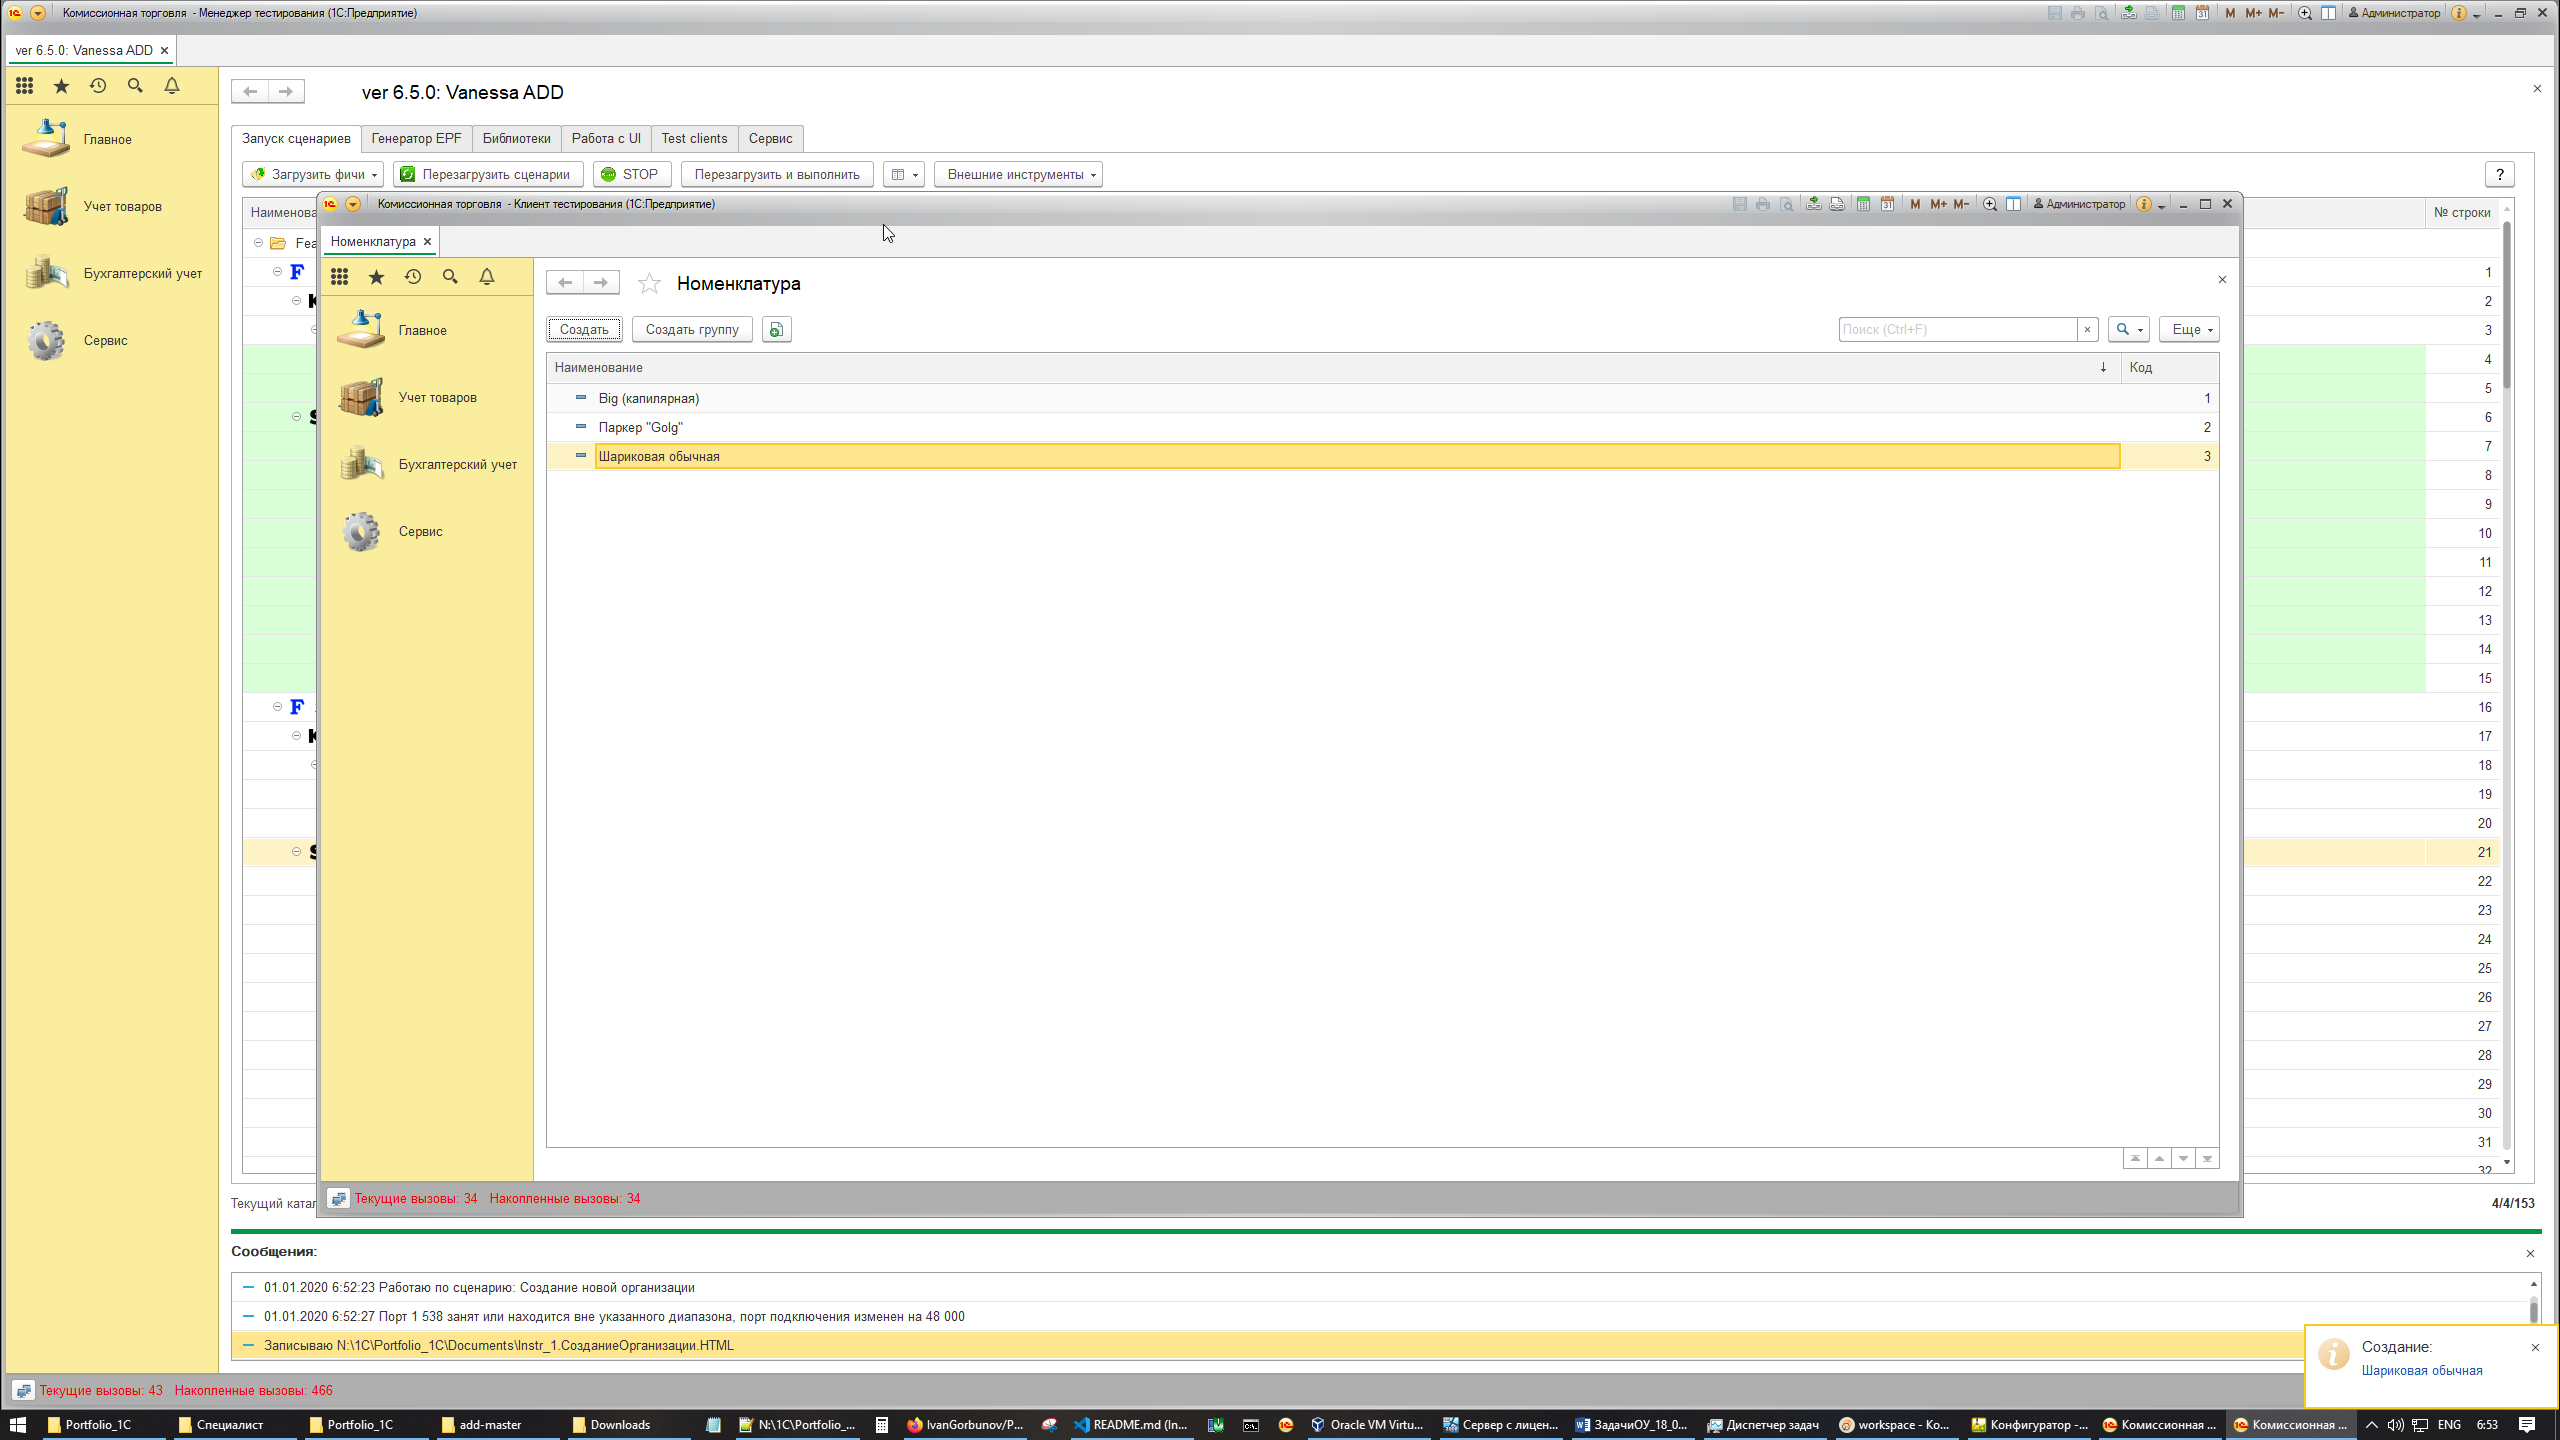 Комиссионная торговля - Менеджер тестирования (1С:Предприятие)
M M+ M- Администратор
ver 6.5.0: Vanessa ADD
ver 6.5.0: Vanessa ADD
Главное
Учет товаров
Бухгалтерский учет
Сервис
Запуск сценариев Генератор EPF Библиотеки Работа с UI Test clients Сервис
Загрузить фичи Перезагрузить сценарии STOP Перезагрузить и выполнить Внешние инструменты ?
№ строки
1
2
3
4
5
6
7
8
9
10
11
12
13
14
15
16
17
18
19
20
21
22
23
24
25
26
27
28
29
30
31
32
Комиссионная торговля - Клиент тестирования (1С:Предприятие)
M M+ M- Администратор
Номенклатура
Главное
Учет товаров
Бухгалтерский учет
Сервис
Номенклатура
Создать Создать группу Поиск (Ctrl+F) Еще
Наименование Код
Big (капилярная) 1
Паркер "Golg" 2
Шариковая обычная 3
Текущие вызовы: 34 Накопленные вызовы: 34
Текущий 4/4/153
Сообщения:
01.01.2020 6:52:23 Работаю по сценарию: Создание новой организации
01.01.2020 6:52:27 Порт 1 538 занят или находится вне указанного диапазона, порт подключения изменен на 48 000
Записываю N:\1C\Portfolio_1C\Documents\Instr_1.СозданиеОрганизации.HTML
Создание:
Шариковая обычная
Текущие вызовы: 43 Накопленные вызовы: 466
Portfolio_1C Специалист Portfolio_1C add-master Downloads N:\1C\Portfolio_... IvanGorbunov/P... README.md (In... Oracle VM Virtu... Сервер с лицен... ЗадачиОУ_18_0... Диспетчер задач workspace - Ко... Конфигуратор -... Комиссионная ... Комиссионная ... ENG 6:53